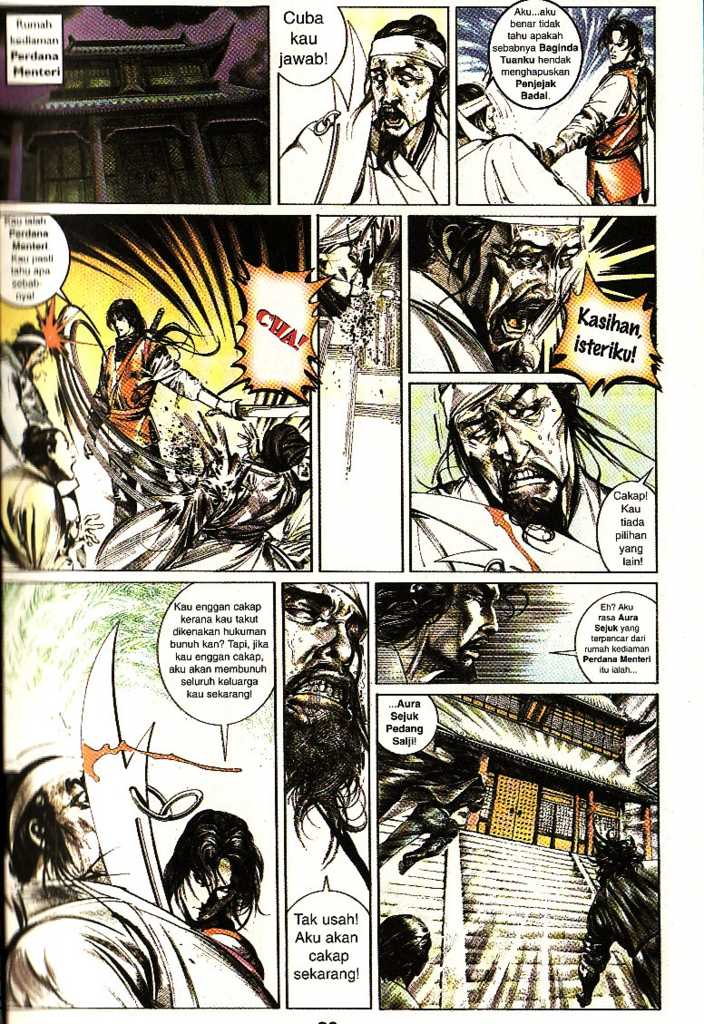 Rumah
kediaman
Perdana
Menteri
Cuba
kau
jawab!
Aku...aku
benar tidak
tahu apakah
sebabnya Baginda
Tuanku hendak
menghapuskan
Penjejak
Badal.
Kau ialah
Perdana
Menteri.
Kau pasti
tahu apa
sebab-
nya!
CHA!
Kasihan,
isteriku!
Cakap!
Kau
tiada
pilihan
yang
lain!
Kau enggan cakap
kerana kau takut
dikenakan hukuman
bunuh kan? Tapi, jika
kau enggan cakap,
aku akan membunuh
seluruh keluarga
kau sekarang!
Tak usah!
Aku akan
cakap
sekarang!
Eh? Aku
rasa Aura
Sejuk yang
terpancar dari
rumah kediaman
Perdana Menteri
itu ialah...
...Aura
Sejuk
Pedang
Salji!